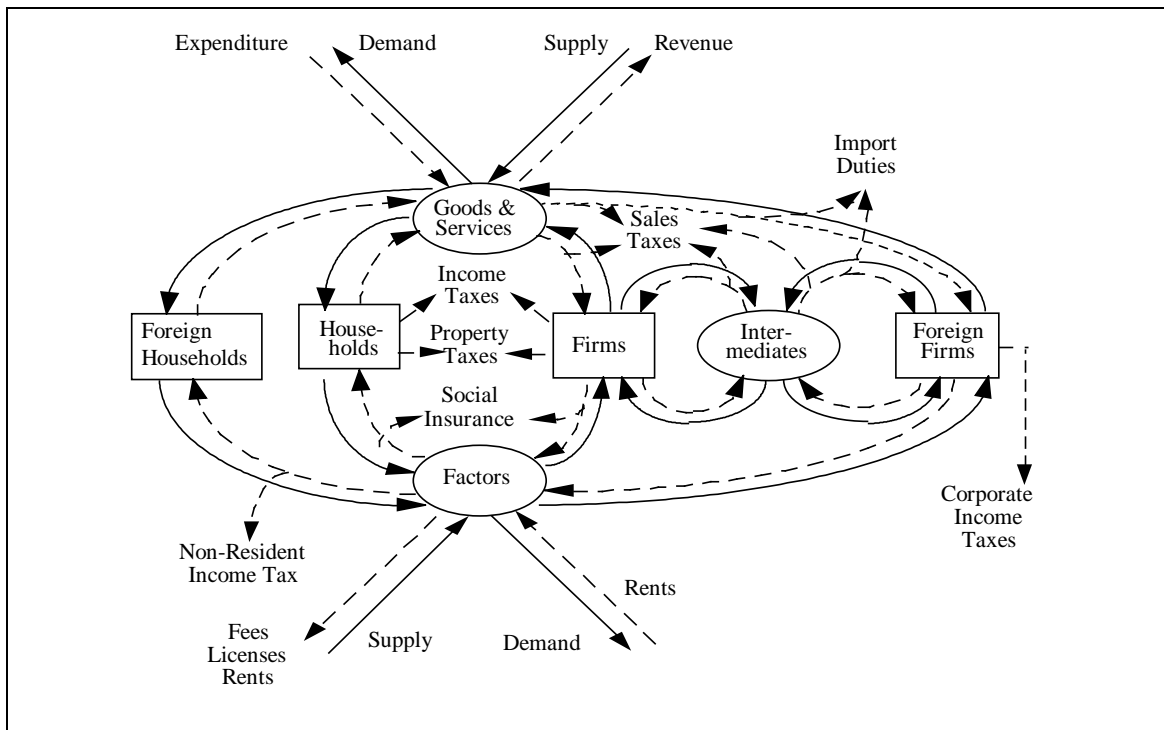 Expenditure
Demand
Supply
Revenue
Import
Duties
Goods &
Services
Sales
Taxes
Income
Taxes
Foreign
Households
House-
holds
Property
Taxes
Firms
Inter-
mediates
Foreign
Firms
Social
Insurance
Factors
Corporate
Income
Taxes
Non-Resident
Income Tax
Rents
Fees
Licenses
Rents
Supply
Demand